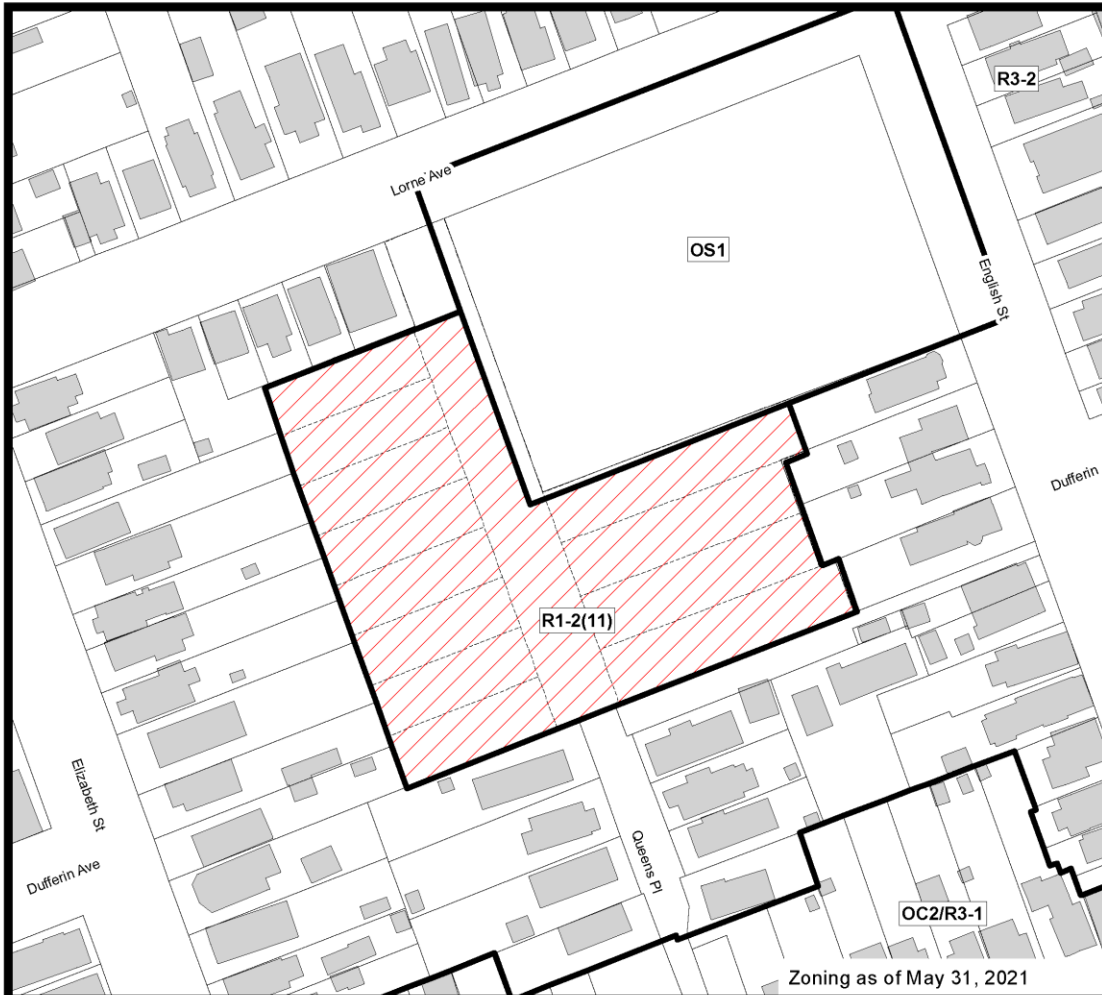 R3-2
Lorne Ave
OS1
English St
Dufferin
R1-2(11)
Elizabeth St
Queens Pl
Dufferin Ave
OC2/R3-1
Zoning as of May 31, 2021